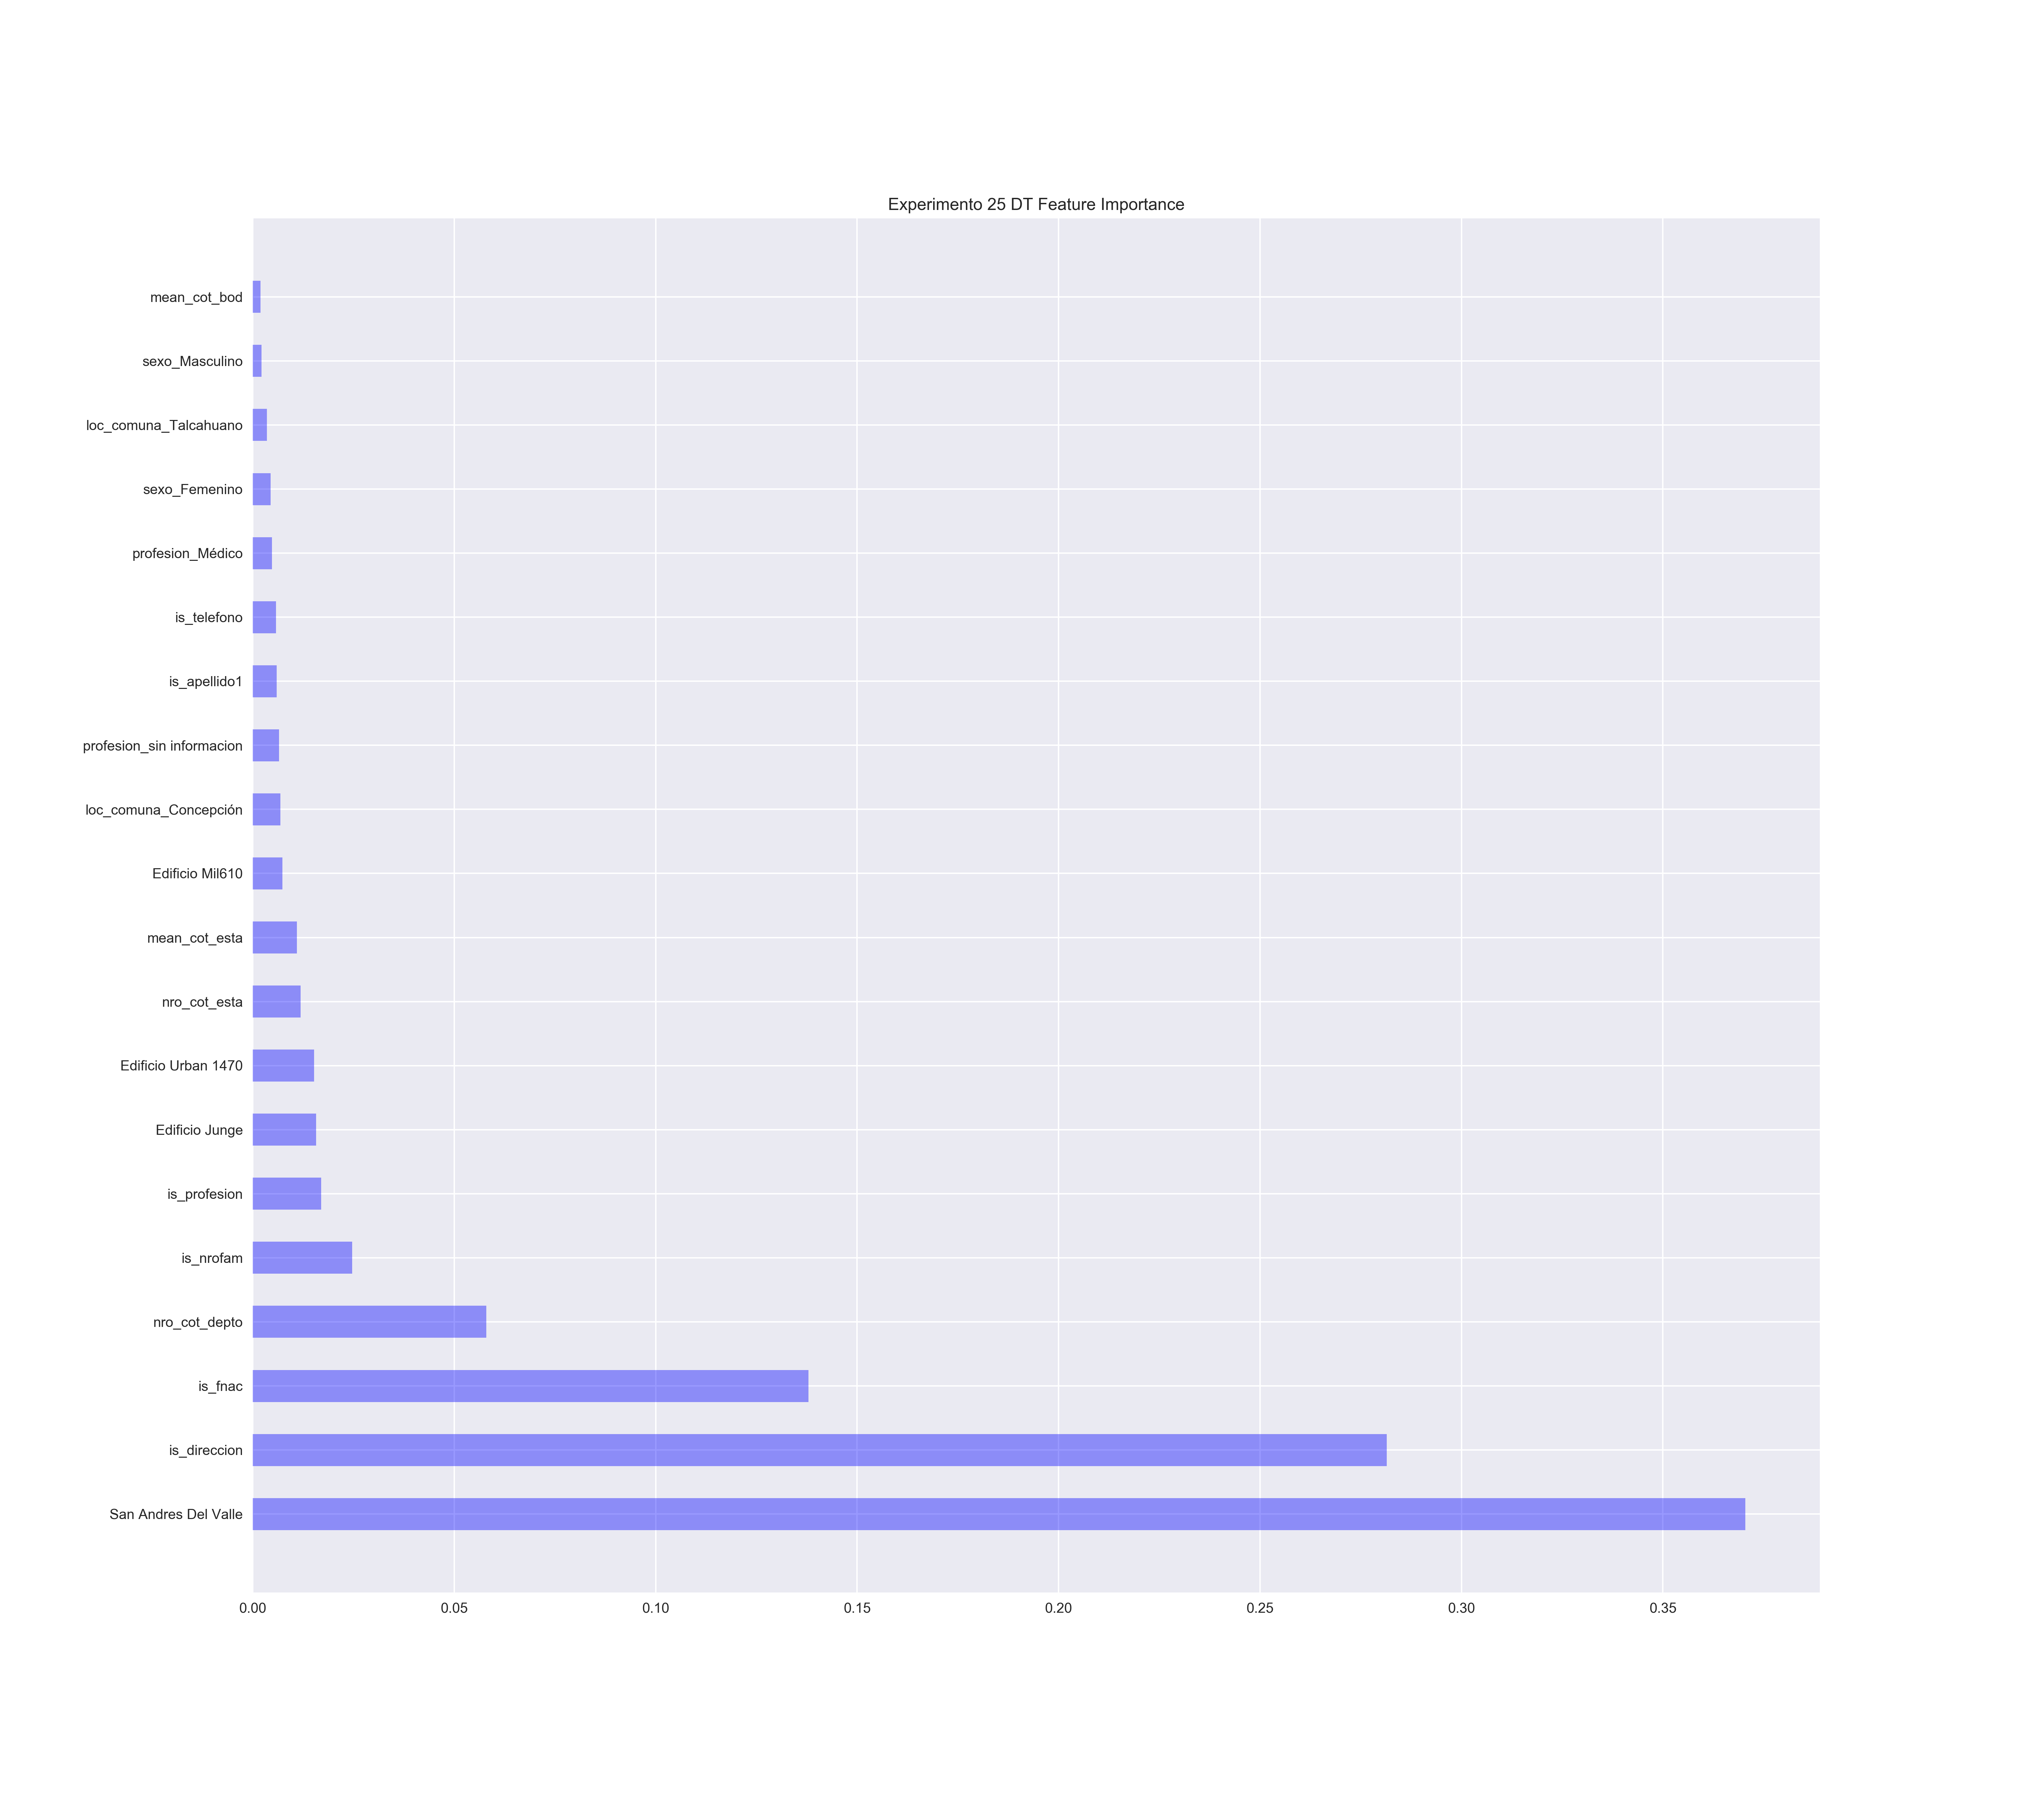 Experimento 25 DT Feature Importance
mean_cot_bod
sexo_Masculino
loc_comuna_Talcahuano
sexo_Femenino
profesion_Médico
is_telefono
is_apellido1
profesion_sin informacion
loc_comuna_Concepción
Edificio Mil610
mean_cot_esta
nro_cot_esta
Edificio Urban 1470
Edificio Junge
is_profesion
is_nrofam
nro_cot_depto
is_fnac
is_direccion
San Andres Del Valle
0.00 0.05 0.10 0.15 0.20 0.25 0.30 0.35